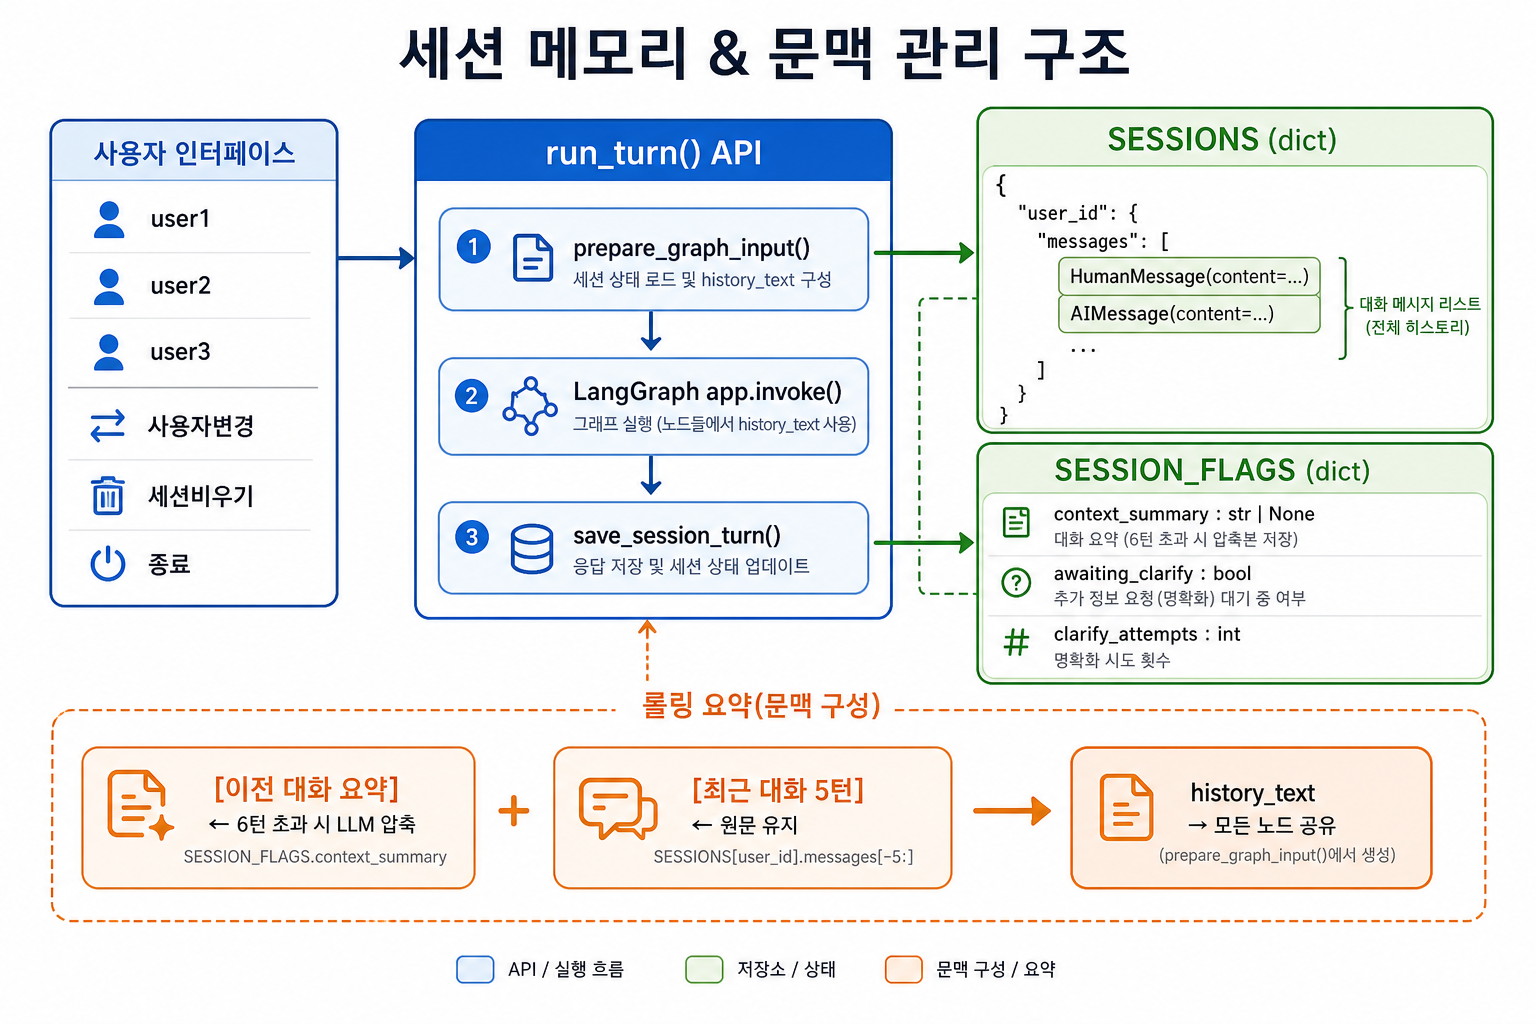 세션 메모리 & 문맥 관리 구조
사용자 인터페이스
user1
user2
user3
사용자변경
세션비우기
종료
run_turn() API
1
prepare_graph_input()
세션 상태 로드 및 history_text 구성
2
LangGraph app.invoke()
그래프 실행 (노드들에서 history_text 사용)
3
save_session_turn()
응답 저장 및 세션 상태 업데이트
SESSIONS (dict)
{
"user_id": {
"messages": [
HumanMessage(content=...)
AIMessage(content=...)
...
]
}
}
대화 메시지 리스트
(전체 히스토리)
SESSION_FLAGS (dict)
context_summary : str | None
대화 요약 (6턴 초과 시 압축본 저장)
awaiting_clarify : bool
추가 정보 요청 (명확화) 대기 중 여부
clarify_attempts : int
명확화 시도 횟수
롤링 요약(문맥 구성)
[이전 대화 요약]
← 6턴 초과 시 LLM 압축
SESSION_FLAGS.context_summary
+
[최근 대화 5턴]
← 원문 유지
SESSIONS[user_id].messages[-5:]
history_text
→ 모든 노드 공유
(prepare_graph_input()에서 생성)
API / 실행 흐름
저장소 / 상태
문맥 구성 / 요약